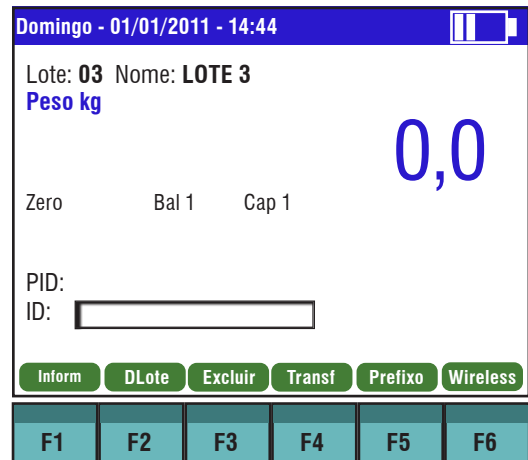 Domingo - 01/01/2011 - 14:44
Lote: 03 Nome: LOTE 3
Peso kg
0,0
Zero Bal 1 Cap 1
PID:
ID:
Inform DLote Excluir Transf Prefixo Wireless
F1 F2 F3 F4 F5 F6